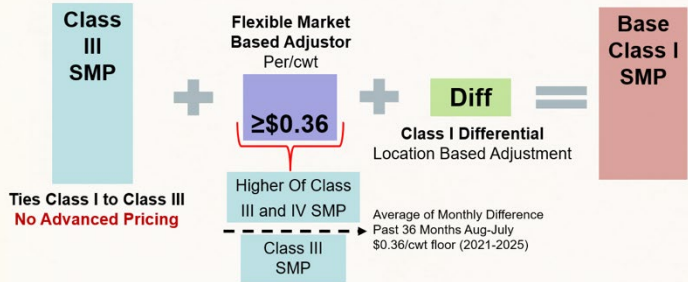 Class
III
SMP
Flexible Market
Based Adjustor
Per/cwt
≥$0.36
Diff
Base
Class I
SMP
Class I Differential
Location Based Adjustment
Ties Class I to Class III
No Advanced Pricing
Higher Of Class
III and IV SMP
Class III
SMP
Average of Monthly Difference
Past 36 Months Aug-July
$0.36/cwt floor (2021-2025)